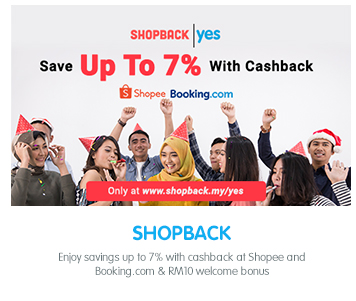 SHOPBACK | yes
Save Up To 7% With Cashback
Shopee Booking.com
Only at www.shopback.my/yes
SHOPBACK
Enjoy savings up to 7% with cashback at Shopee and
Booking.com & RM10 welcome bonus